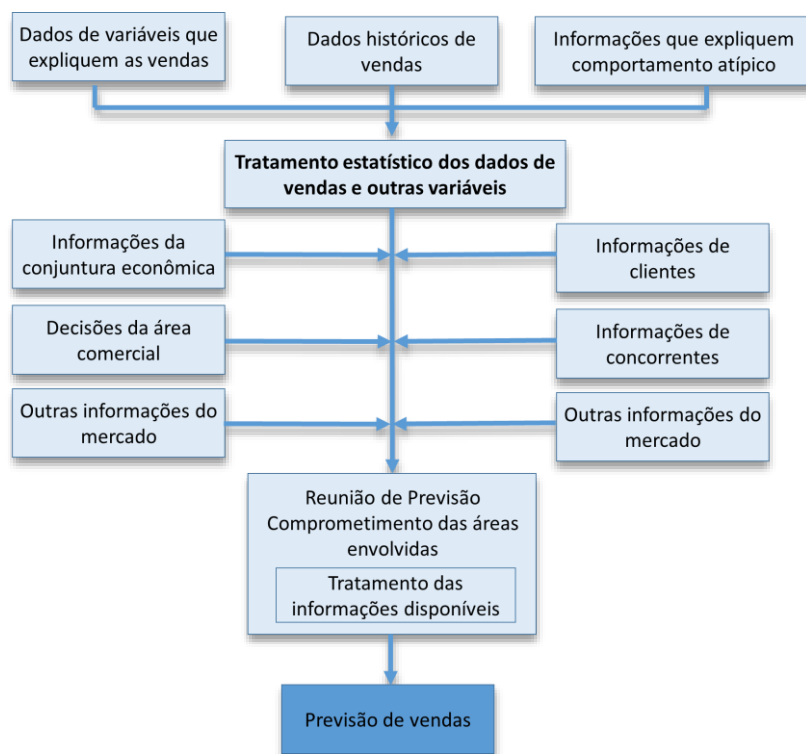 Dados de variáveis que
expliquem as vendas
Dados históricos de
vendas
Informações que expliquem
comportamento atípico
Tratamento estatístico dos dados de
vendas e outras variáveis
Informações da
conjuntura econômica
Informações de
clientes
Decisões da área
comercial
Informações de
concorrentes
Outras informações do
mercado
Outras informações do
mercado
Reunião de Previsão
Comprometimento das áreas
envolvidas
Tratamento das
informações disponíveis
Previsão de vendas